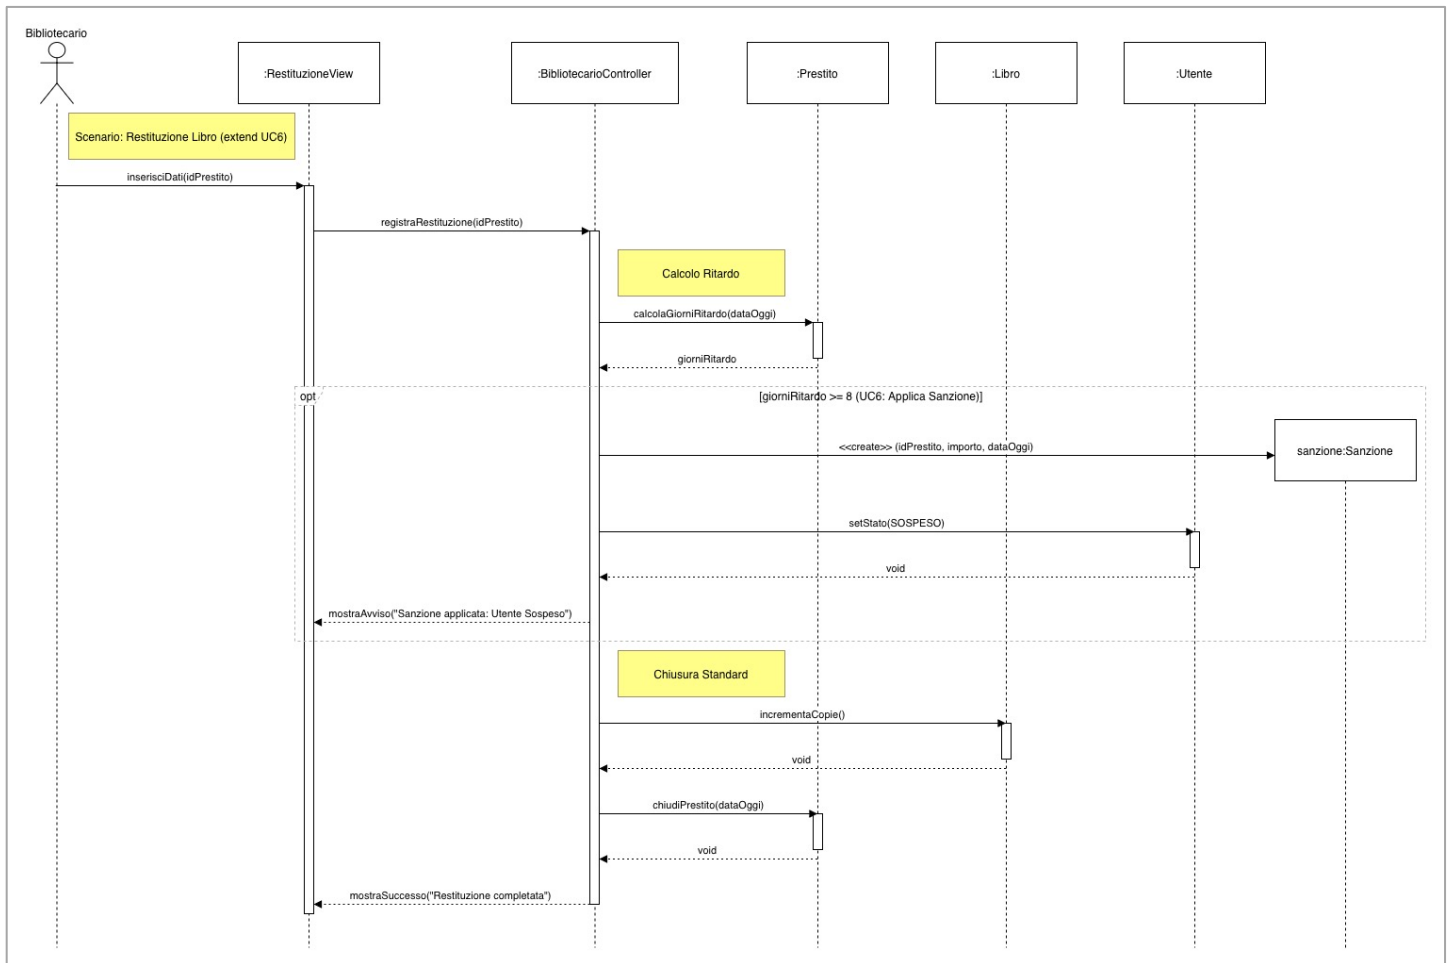 Bibliotecario
:RestituzioneView
:BibliotecarioController
:Prestito
:Libro
:Utente
Scenario: Restituzione Libro (extend UC6)
inserisciDati(idPrestito)
registraRestituzione(idPrestito)
Calcolo Ritardo
calcolaGiorniRitardo(dataOggi)
giorniRitardo
opt
[giorniRitardo >= 8 (UC6: Applica Sanzione)]
<<create>> (idPrestito, importo, dataOggi)
sanzione:Sanzione
setStato(SOSPESO)
void
mostraAvviso("Sanzione applicata: Utente Sospeso")
Chiusura Standard
incrementaCopie()
void
chiudiPrestito(dataOggi)
void
mostraSuccesso("Restituzione completata")